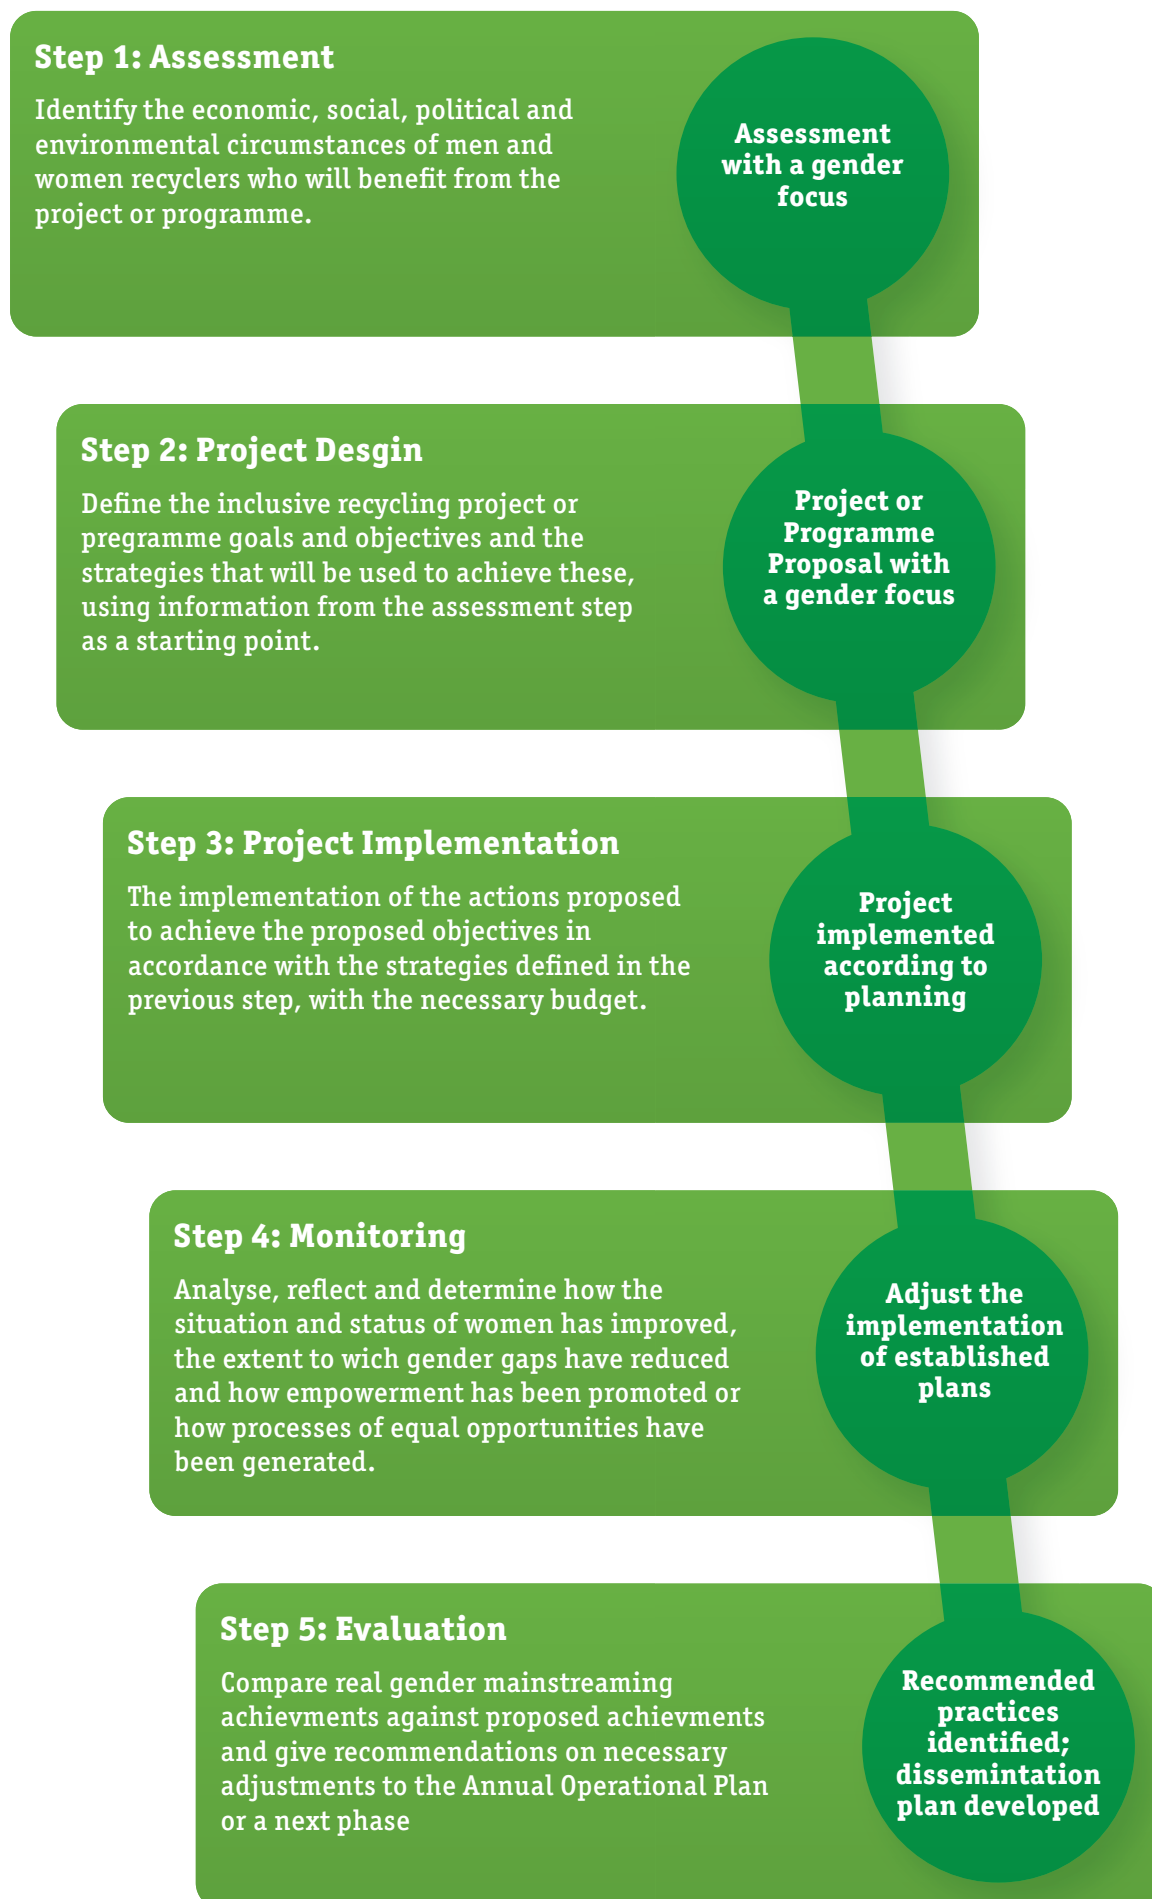 Step 1: Assessment
Identify the economic, social, political and
environmental circumstances of men and
women recyclers who will benefit from the
project or programme.
Assessment
with a gender
focus
Step 2: Project Desgin
Define the inclusive recycling project or
pregramme goals and objectives and the
strategies that will be used to achieve these,
using information from the assessment step
as a starting point.
Project or
Programme
Proposal with
a gender focus
Step 3: Project Implementation
The implementation of the actions proposed
to achieve the proposed objectives in
accordance with the strategies defined in the
previous step, with the necessary budget.
Project
implemented
according to
planning
Step 4: Monitoring
Analyse, reflect and determine how the
situation and status of women has improved,
the extent to wich gender gaps have reduced
and how empowerment has been promoted or
how processes of equal opportunities have
been generated.
Adjust the
implementation
of established
plans
Step 5: Evaluation
Compare real gender mainstreaming
achievments against proposed achievments
and give recommendations on necessary
adjustments to the Annual Operational Plan
or a next phase
Recommended
practices
identified;
dissemintation
plan developed